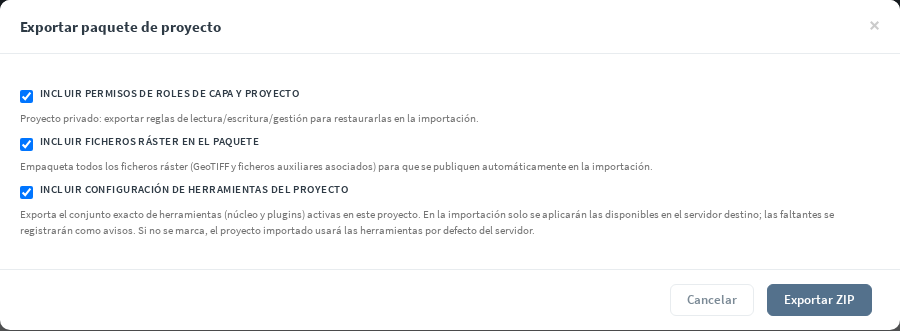 Exportar paquete de proyecto
×
INCLUIR PERMISOS DE ROLES DE CAPA Y PROYECTO
Proyecto privado: exportar reglas de lectura/escritura/gestión para restaurarlas en la importación.
INCLUIR FICHEROS RÁSTER EN EL PAQUETE
Empaqueta todos los ficheros ráster (GeoTIFF y ficheros auxiliares asociados) para que se publiquen automáticamente en la importación.
INCLUIR CONFIGURACIÓN DE HERRAMIENTAS DEL PROYECTO
Exporta el conjunto exacto de herramientas (núcleo y plugins) activas en este proyecto. En la importación solo se aplicarán las disponibles en el servidor destino; las faltantes se
registrarán como avisos. Si no se marca, el proyecto importado usará las herramientas por defecto del servidor.
Cancelar
Exportar ZIP